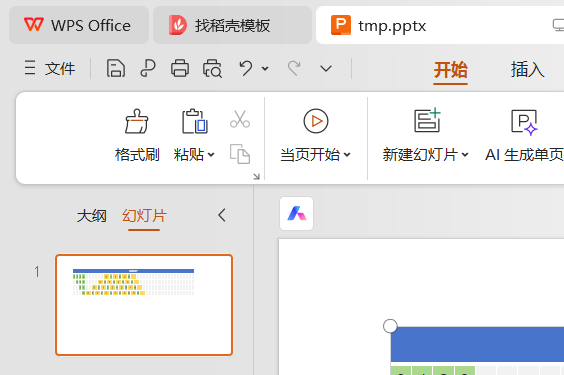 WPS Office 找稻壳模板 tmp.pptx
文件 开始 插入
格式刷 粘贴 当页开始 新建幻灯片 AI 生成单页
大纲 幻灯片
1